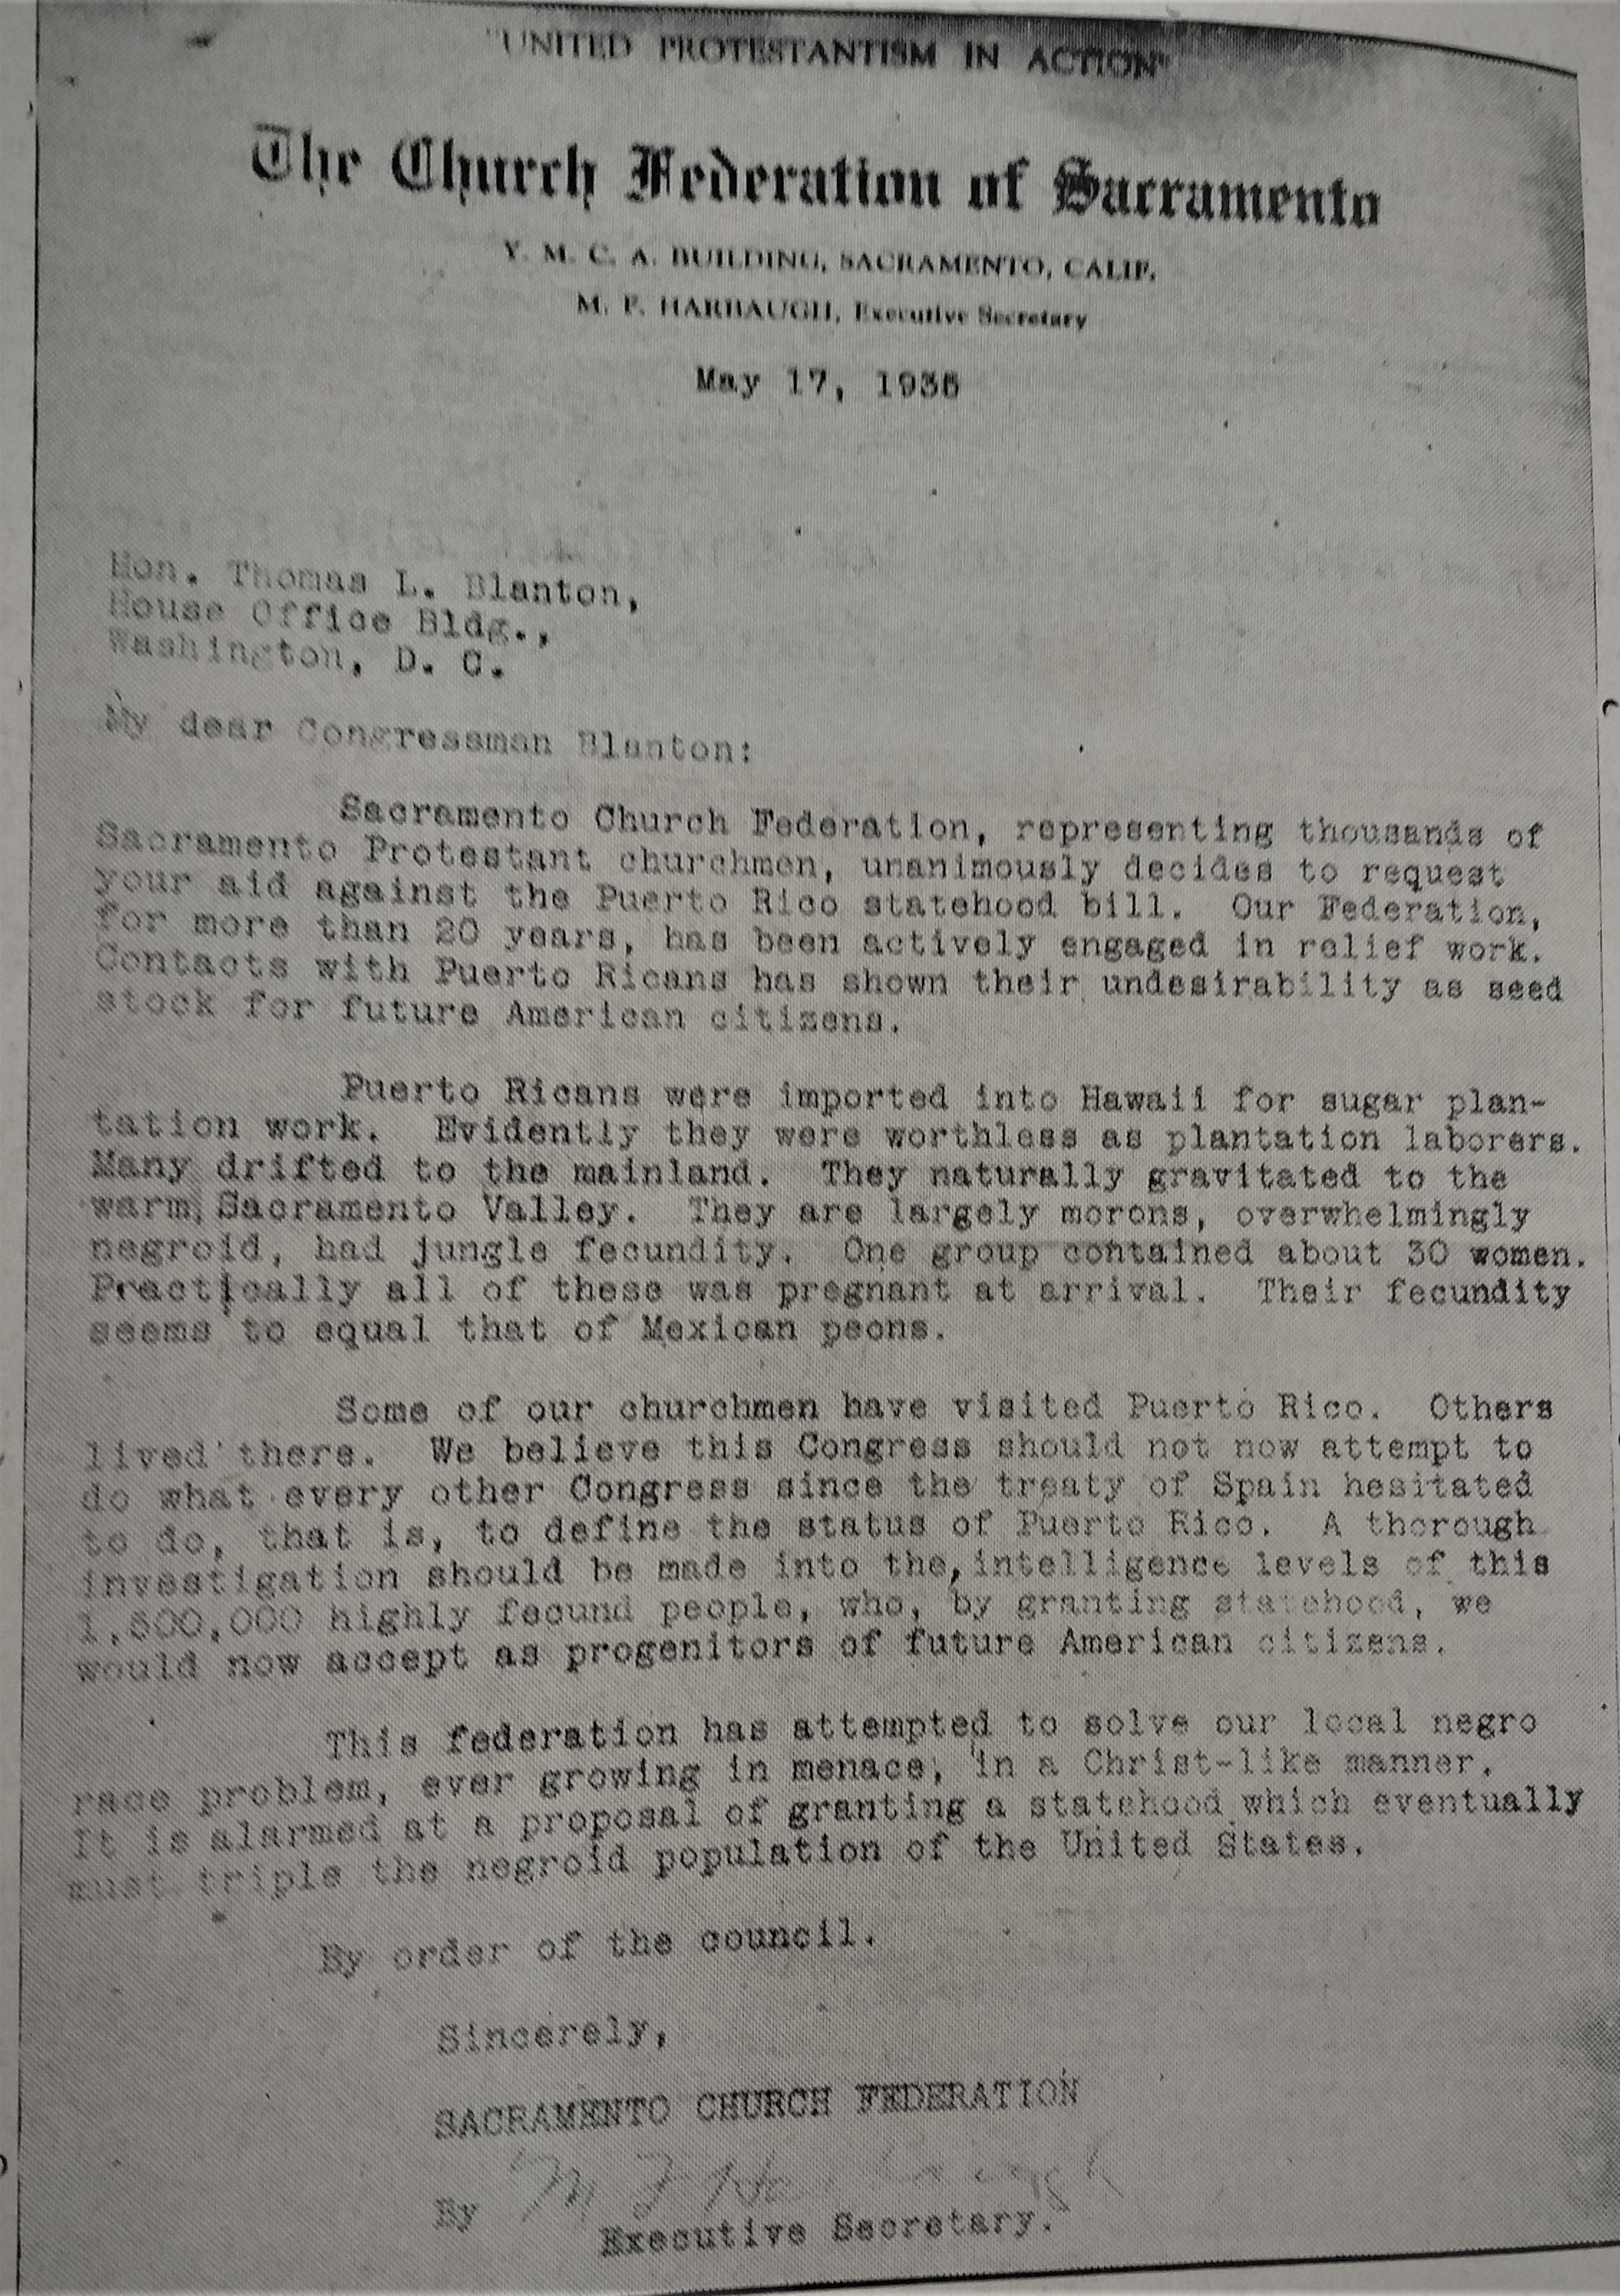 "UNITED PROTESTANTISM IN ACTION"
The Church Federation of Sacramento
Y. M. C. A. BUILDING, SACRAMENTO, CALIF.
M. F. HARBAUGH, Executive Secretary
May 17, 1935
Hon. Thomas L. Blanton,
House Office Bldg.,
Washington, D. C.
My dear Congressman Blanton:
Sacramento Church Federation, representing thousands of
Sacramento Protestant churchmen, unanimously decides to request
your aid against the Puerto Rico statehood bill. Our Federation,
for more than 20 years, has been actively engaged in relief work.
Contacts with Puerto Ricans has shown their undesirability as seed
stock for future American citizens.
Puerto Ricans were imported into Hawaii for sugar plan-
tation work. Evidently they were worthless as plantation laborers.
Many drifted to the mainland. They naturally gravitated to the
warm, Sacramento Valley. They are largely morons, overwhelmingly
negroid, had jungle fecundity. One group contained about 30 women.
Practically all of these was pregnant at arrival. Their fecundity
seems to equal that of Mexican peons.
Some of our churchmen have visited Puerto Rico. Others
lived there. We believe this Congress should not now attempt to
do what every other Congress since the treaty of Spain hesitated
to do, that is, to define the status of Puerto Rico. A thorough
investigation should be made into the, intelligence levels of this
highly fecund people, who, by granting statehood, we
would now accept as progenitors of future American citizens.
This federation has attempted to solve our local negro
race problem, ever growing in menace, in a Christ-like manner.
It is alarmed at a proposal of granting a statehood which eventually
must triple the negroid population of the United States.
By order of the council.
Sincerely,
SACRAMENTO CHURCH FEDERATION
By M F Harbaugh
Executive Secretary.